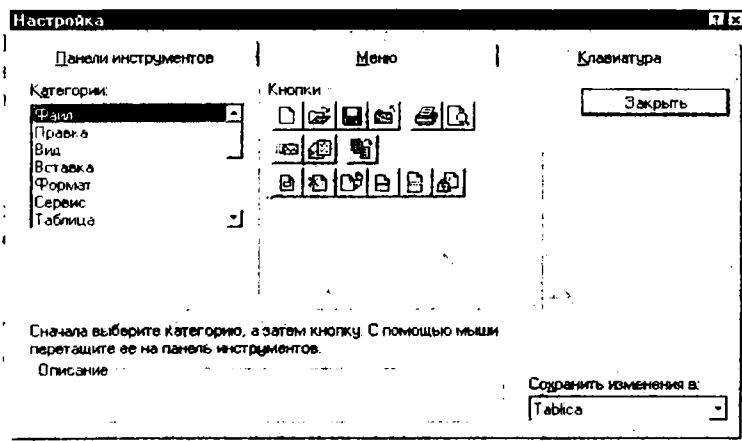 Настройка
Панели инструментов
Меню
Клавиатура
Категории:
Кнопки
Закрыть
Файл
Правка
Вид
Вставка
Формат
Сервис
Таблица
Сначала выберите категорию, а затем кнопку. С помощью мыши
перетащите ее на панель инструментов.
Описание
Сохранить изменения в:
Tablica